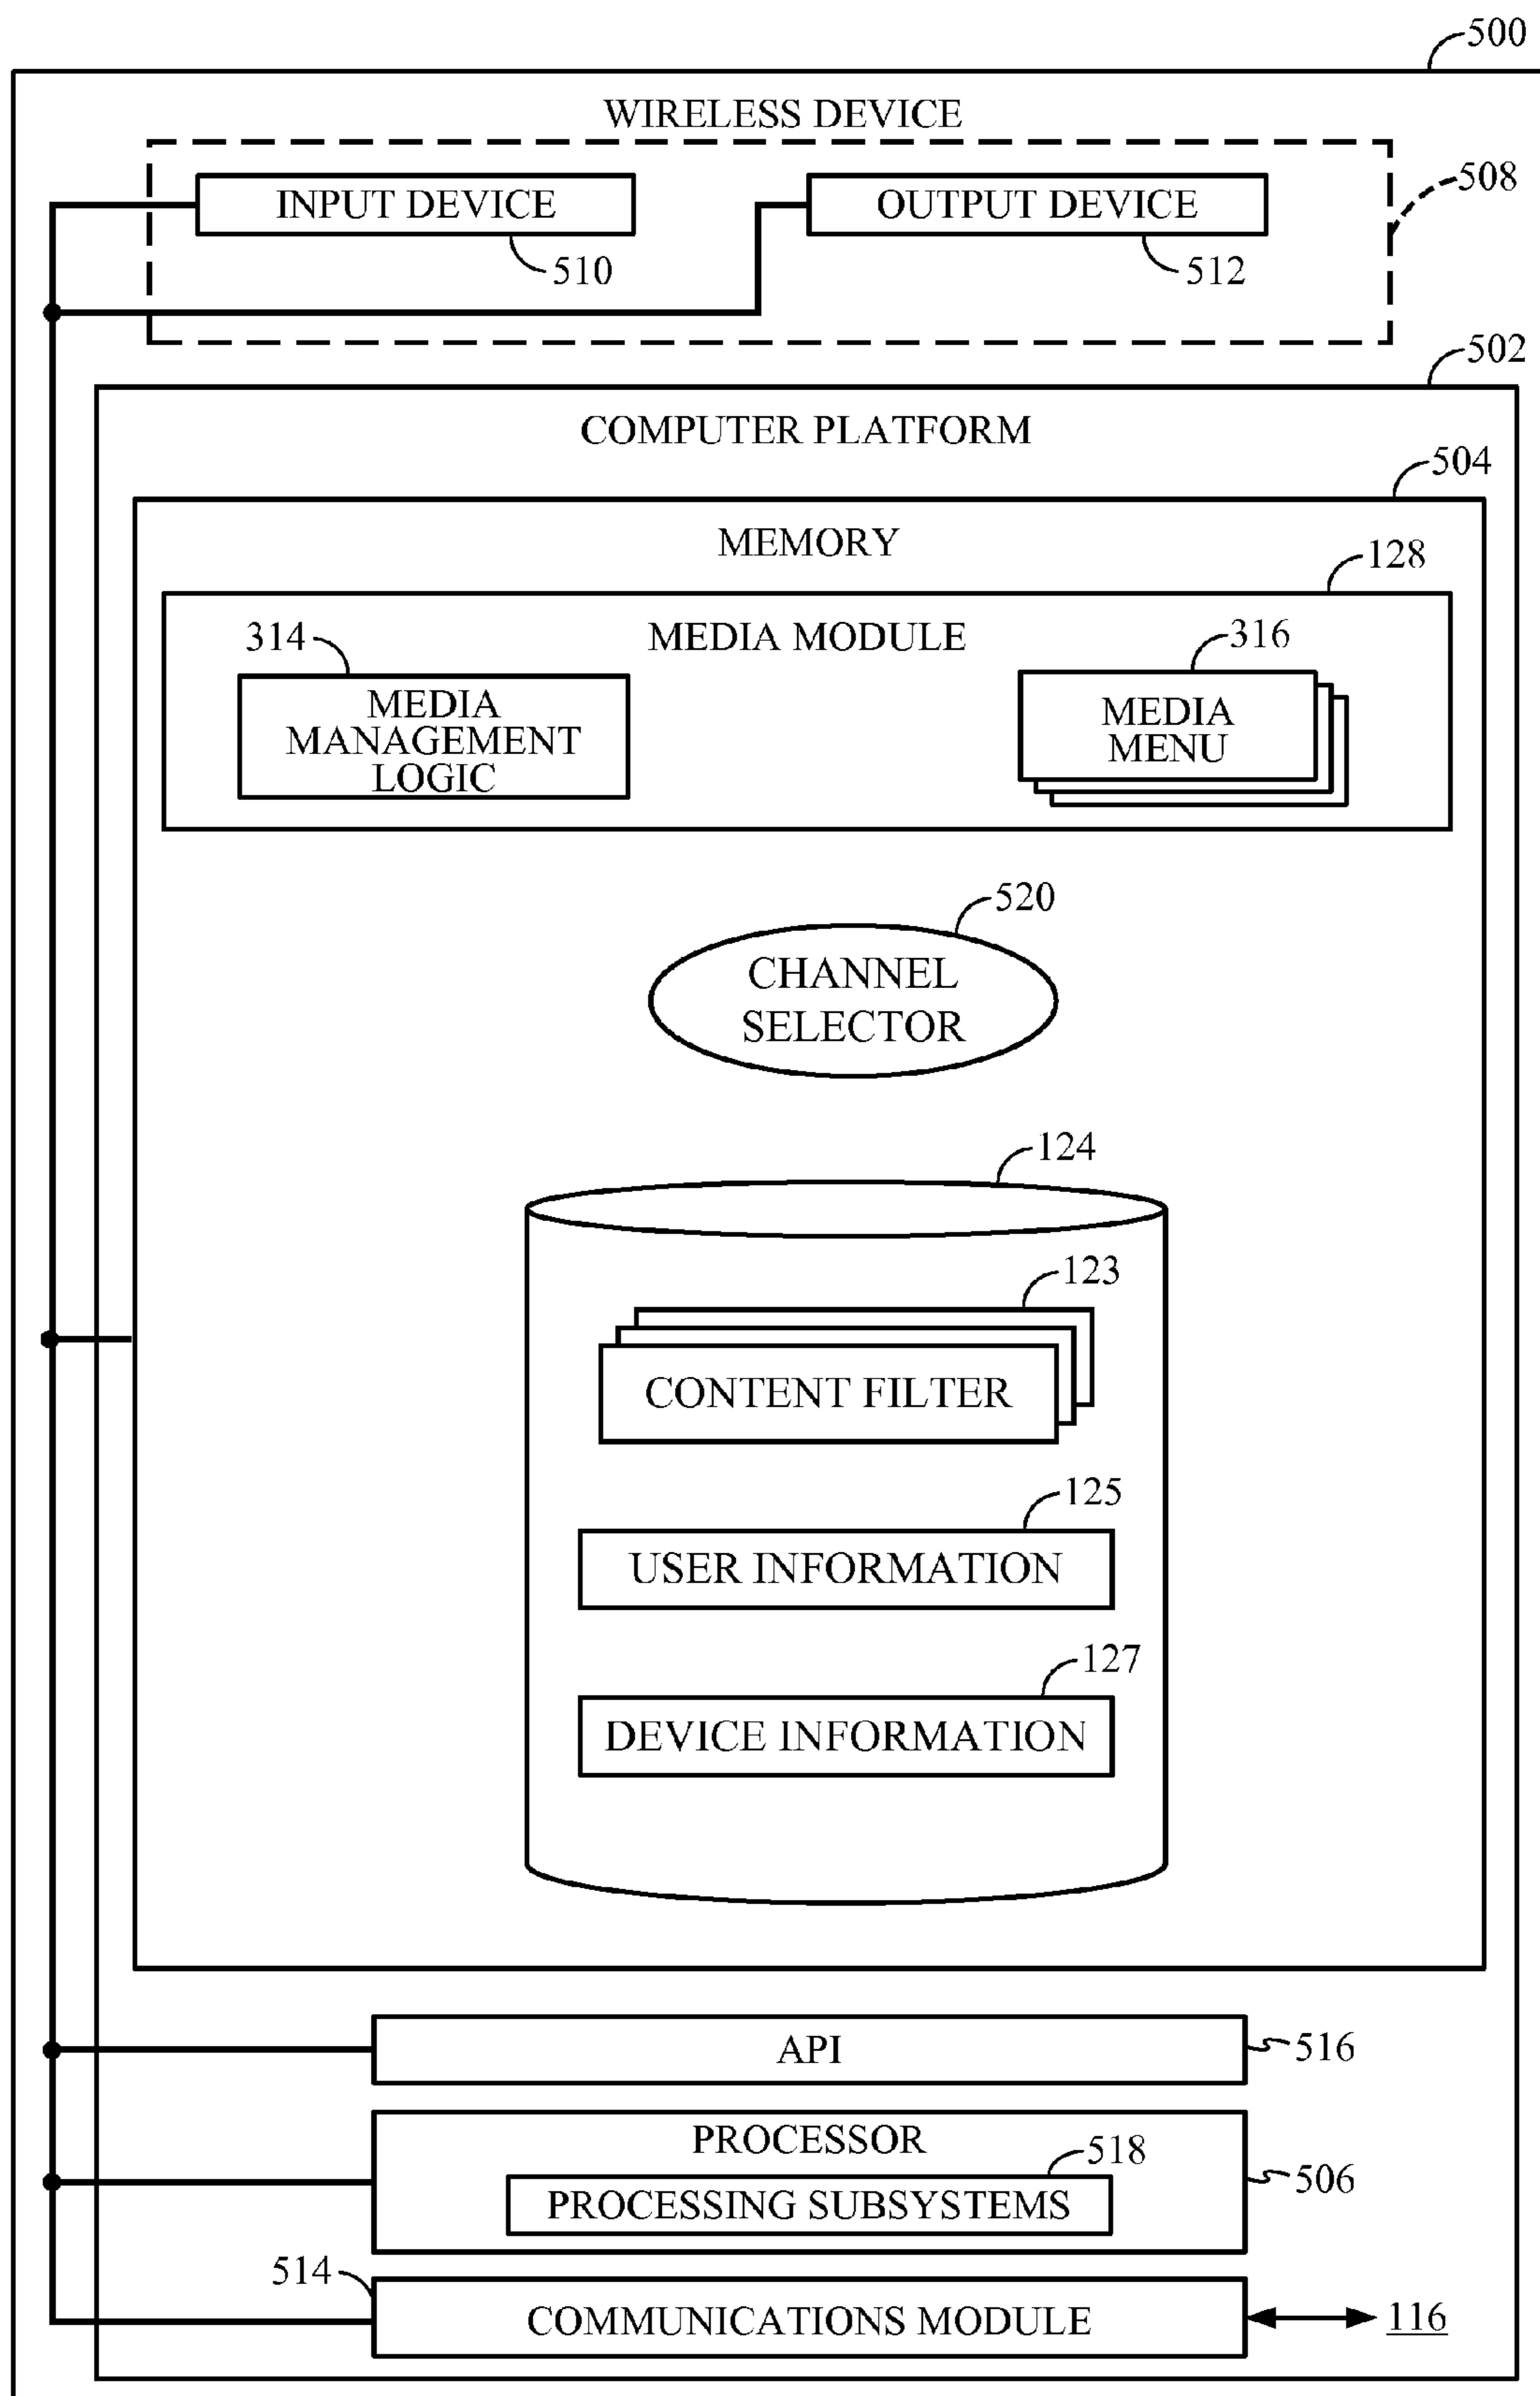 500
WIRELESS DEVICE
508
INPUT DEVICE
OUTPUT DEVICE
510
512
502
COMPUTER PLATFORM
504
MEMORY
128
314
MEDIA MODULE
316
MEDIA
MANAGEMENT
LOGIC
MEDIA
MENU
520
CHANNEL
SELECTOR
124
123
CONTENT FILTER
125
USER INFORMATION
127
DEVICE INFORMATION
API
516
PROCESSOR
518
PROCESSING SUBSYSTEMS
506
514
COMMUNICATIONS MODULE
116